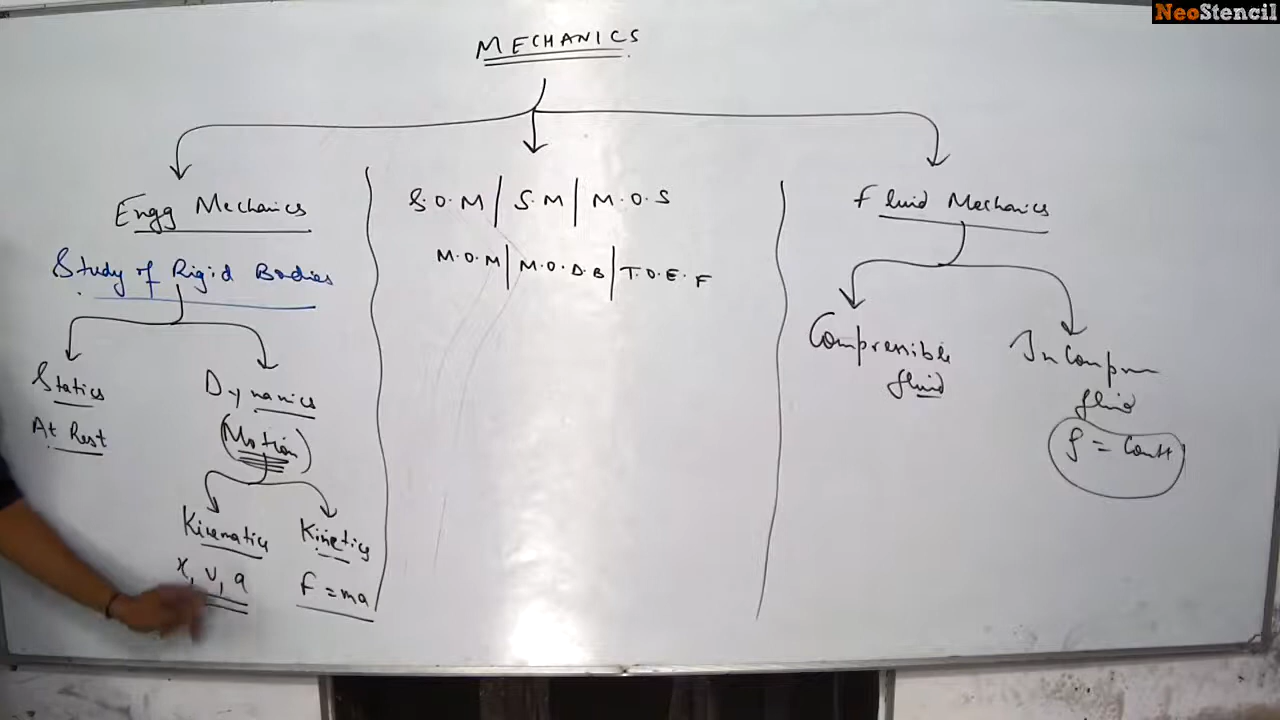 NeoStencil
MECHANICS
Engg Mechanics
Study of Rigid Bodies
Statics
At Rest
Dynamics
(Motion)
Kinematics
x, v, a
Kinetics
F = ma
S.O.M | S.M | M.O.S
M.O.M | M.O.D.B | T.O.E.F
Fluid Mechanics
Compressible
fluid
InCompm
fluid
ρ = Const